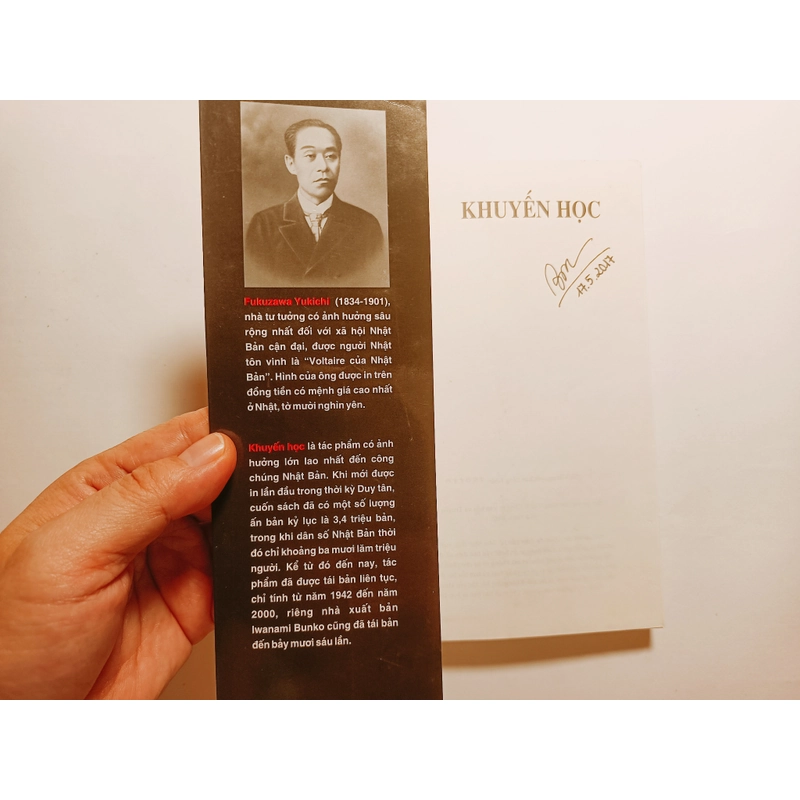 Fukuzawa Yukichi (1834-1901),
nhà tư tưởng có ảnh hưởng sâu
rộng nhất đối với xã hội Nhật
Bản cận đại, được người Nhật
tôn vinh là “Voltaire của Nhật
Bản”. Hình của ông được in trên
đồng tiền có mệnh giá cao nhất
ở Nhật, tờ mười nghìn yên.
Khuyến học là tác phẩm có ảnh
hưởng lớn lao nhất đến công
chúng Nhật Bản. Khi mới được
in lần đầu trong thời kỳ Duy tân,
cuốn sách đã có một số lượng
ấn bản kỷ lục là 3,4 triệu bản,
trong khi dân số Nhật Bản thời
đó chỉ khoảng ba mươi lăm triệu
người. Kể từ đó đến nay, tác
phẩm đã được tái bản liên tục,
chỉ tính từ năm 1942 đến năm
2000, riêng nhà xuất bản
Iwanami Bunko cũng đã tái bản
đến bảy mươi sáu lần.
KHUYẾN HỌC
17.5.2017